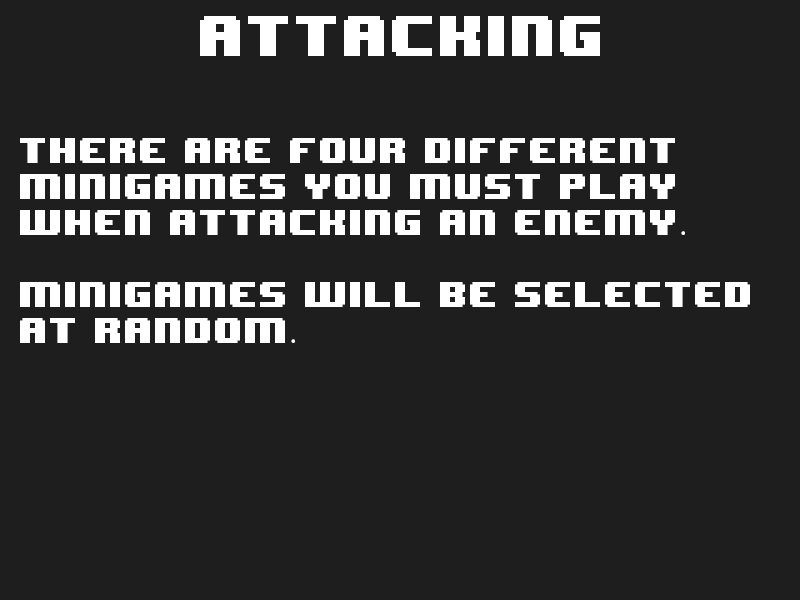 ATTACKING
THERE ARE FOUR DIFFERENT
MINIGAMES YOU MUST PLAY
WHEN ATTACKING AN ENEMY.
MINIGAMES WILL BE SELECTED
AT RANDOM.